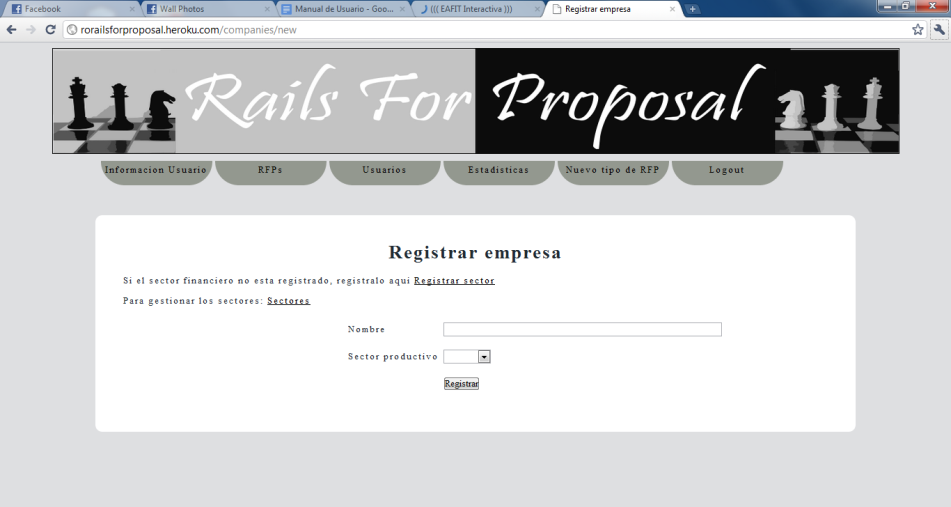 Facebook
Wall Photos
Manual de Usuario - Goo...
((( EAFIT Interactiva )))
Registrar empresa
rorailsforproposal.heroku.com/companies/new
Rails For Proposal
Informacion Usuario
RFPs
Usuarios
Estadisticas
Nuevo tipo de RFP
Logout
Registrar empresa
Si el sector financiero no esta registrado, registralo aqui Registrar sector
Para gestionar los sectores: Sectores
Nombre
Sector productivo
Registrar